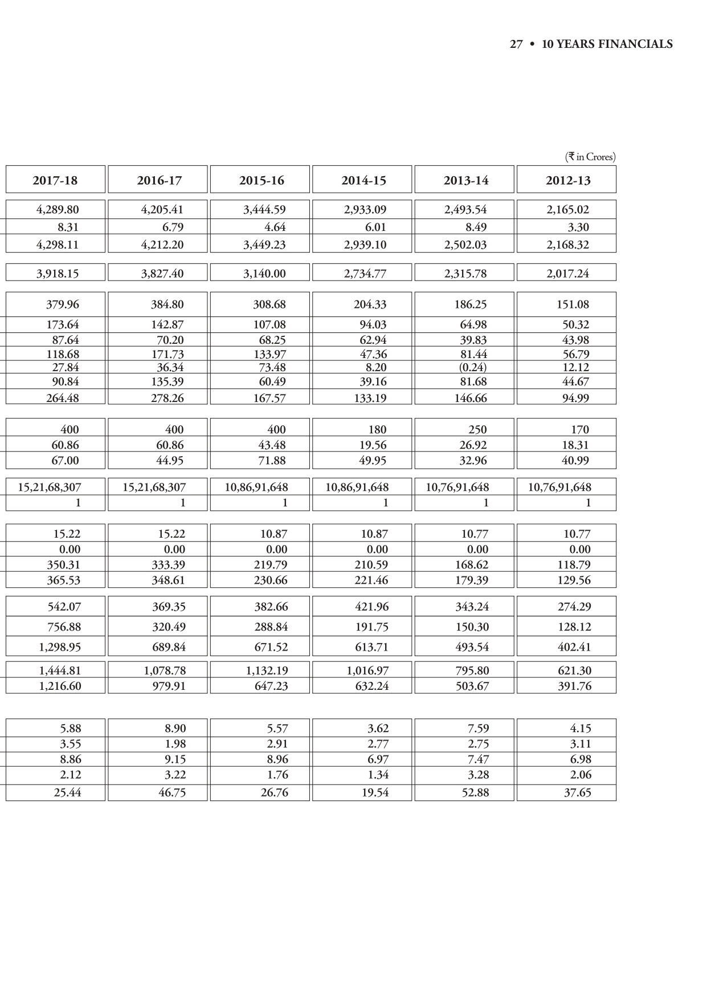 27 • 10 YEARS FINANCIALS
(₹ in Crores)
2017-18 2016-17 2015-16 2014-15 2013-14 2012-13
4,289.80 4,205.41 3,444.59 2,933.09 2,493.54 2,165.02
8.31 6.79 4.64 6.01 8.49 3.30
4,298.11 4,212.20 3,449.23 2,939.10 2,502.03 2,168.32
3,918.15 3,827.40 3,140.00 2,734.77 2,315.78 2,017.24
379.96 384.80 308.68 204.33 186.25 151.08
173.64 142.87 107.08 94.03 64.98 50.32
87.64 70.20 68.25 62.94 39.83 43.98
118.68 171.73 133.97 47.36 81.44 56.79
27.84 36.34 73.48 8.20 (0.24) 12.12
90.84 135.39 60.49 39.16 81.68 44.67
264.48 278.26 167.57 133.19 146.66 94.99
400 400 400 180 250 170
60.86 60.86 43.48 19.56 26.92 18.31
67.00 44.95 71.88 49.95 32.96 40.99
15,21,68,307 15,21,68,307 10,86,91,648 10,86,91,648 10,76,91,648 10,76,91,648
1 1 1 1 1 1
15.22 15.22 10.87 10.87 10.77 10.77
0.00 0.00 0.00 0.00 0.00 0.00
350.31 333.39 219.79 210.59 168.62 118.79
365.53 348.61 230.66 221.46 179.39 129.56
542.07 369.35 382.66 421.96 343.24 274.29
756.88 320.49 288.84 191.75 150.30 128.12
1,298.95 689.84 671.52 613.71 493.54 402.41
1,444.81 1,078.78 1,132.19 1,016.97 795.80 621.30
1,216.60 979.91 647.23 632.24 503.67 391.76
5.88 8.90 5.57 3.62 7.59 4.15
3.55 1.98 2.91 2.77 2.75 3.11
8.86 9.15 8.96 6.97 7.47 6.98
2.12 3.22 1.76 1.34 3.28 2.06
25.44 46.75 26.76 19.54 52.88 37.65